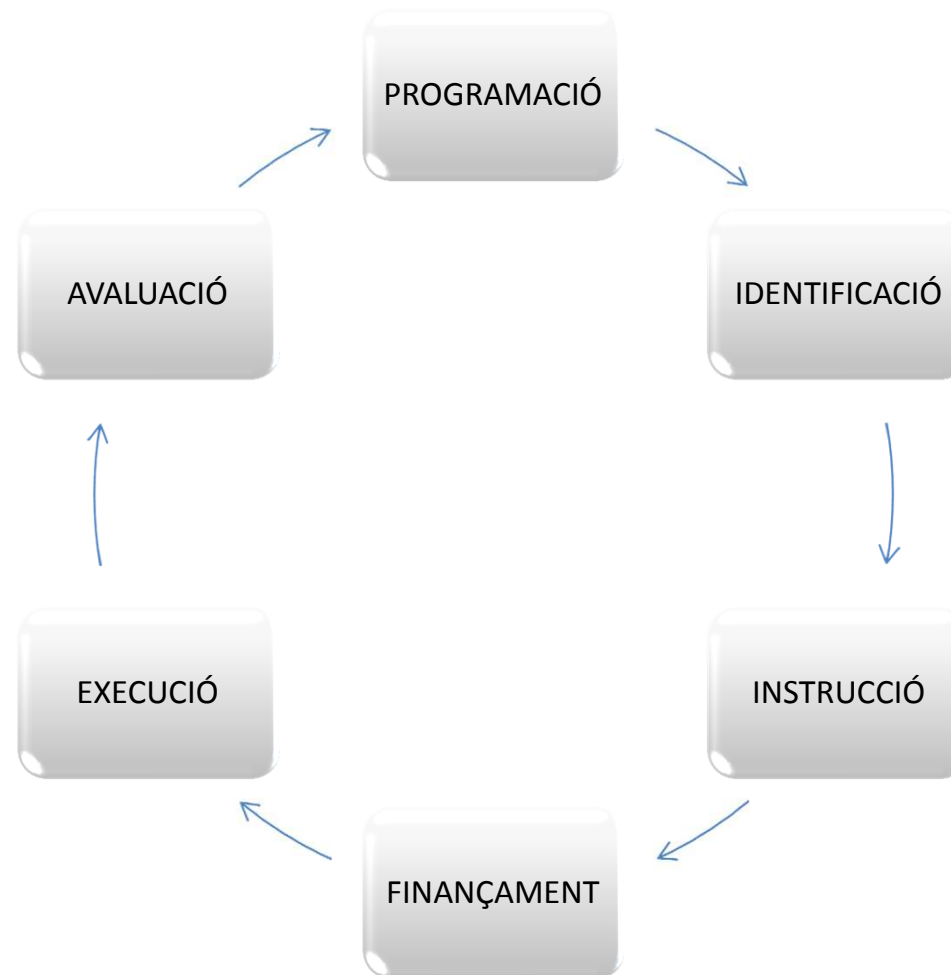 PROGRAMACIÓ
IDENTIFICACIÓ
INSTRUCCIÓ
FINANÇAMENT
EXECUCIÓ
AVALUACIÓ